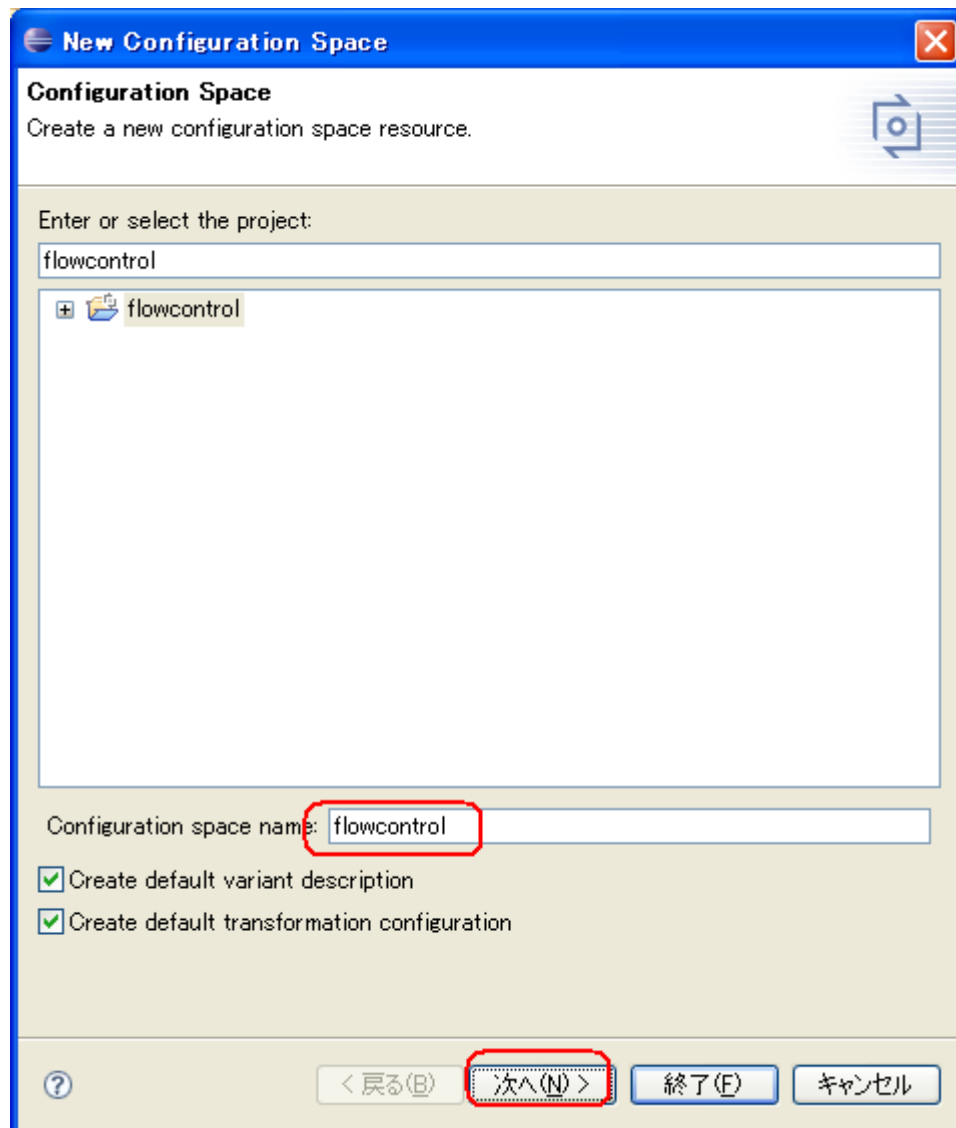 New Configuration Space
Configuration Space
Create a new configuration space resource.
Enter or select the project:
flowcontrol
flowcontrol
Configuration space name: flowcontrol
Create default variant description
Create default transformation configuration
< 戻る(B) 次へ(N) > 終了(F) キャンセル